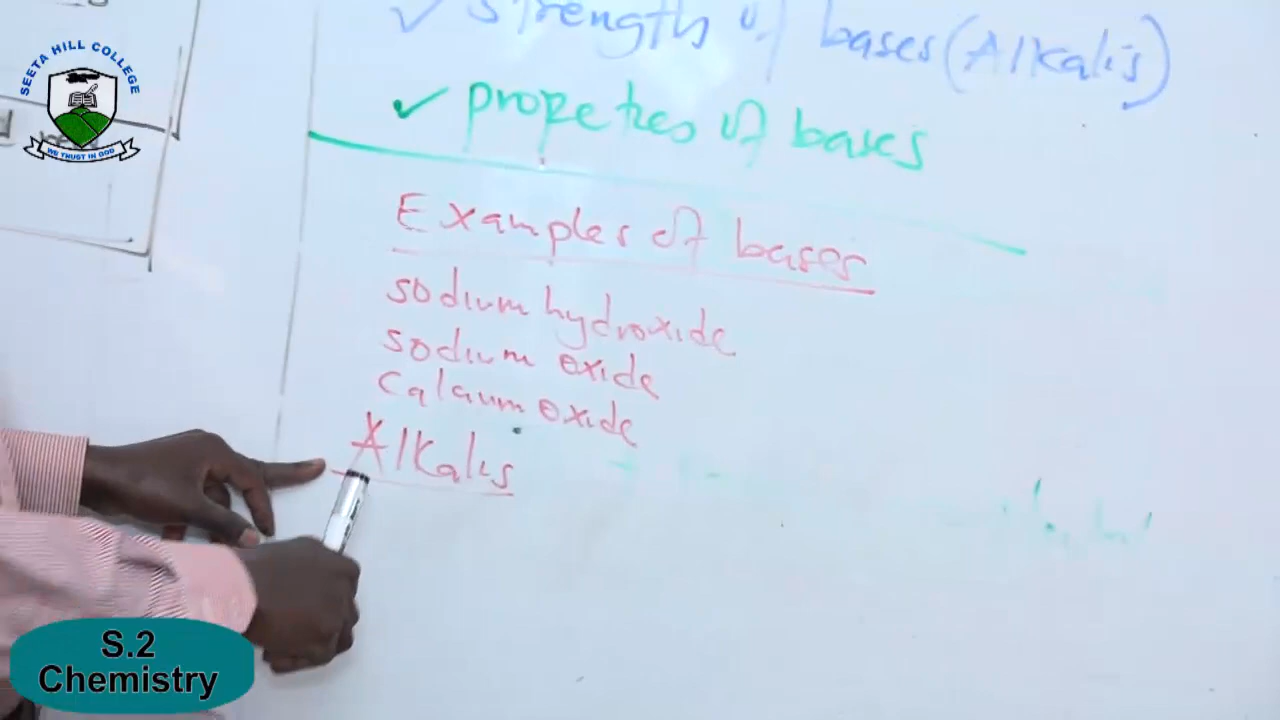 ✓ strength of bases (Alkalis)
✓ propeties of bases
Examples of bases
sodium hydroxide
sodium oxide
Calcium oxide
Alkalis
SEETA HILL COLLEGE
WE TRUST IN GOD
S.2
Chemistry